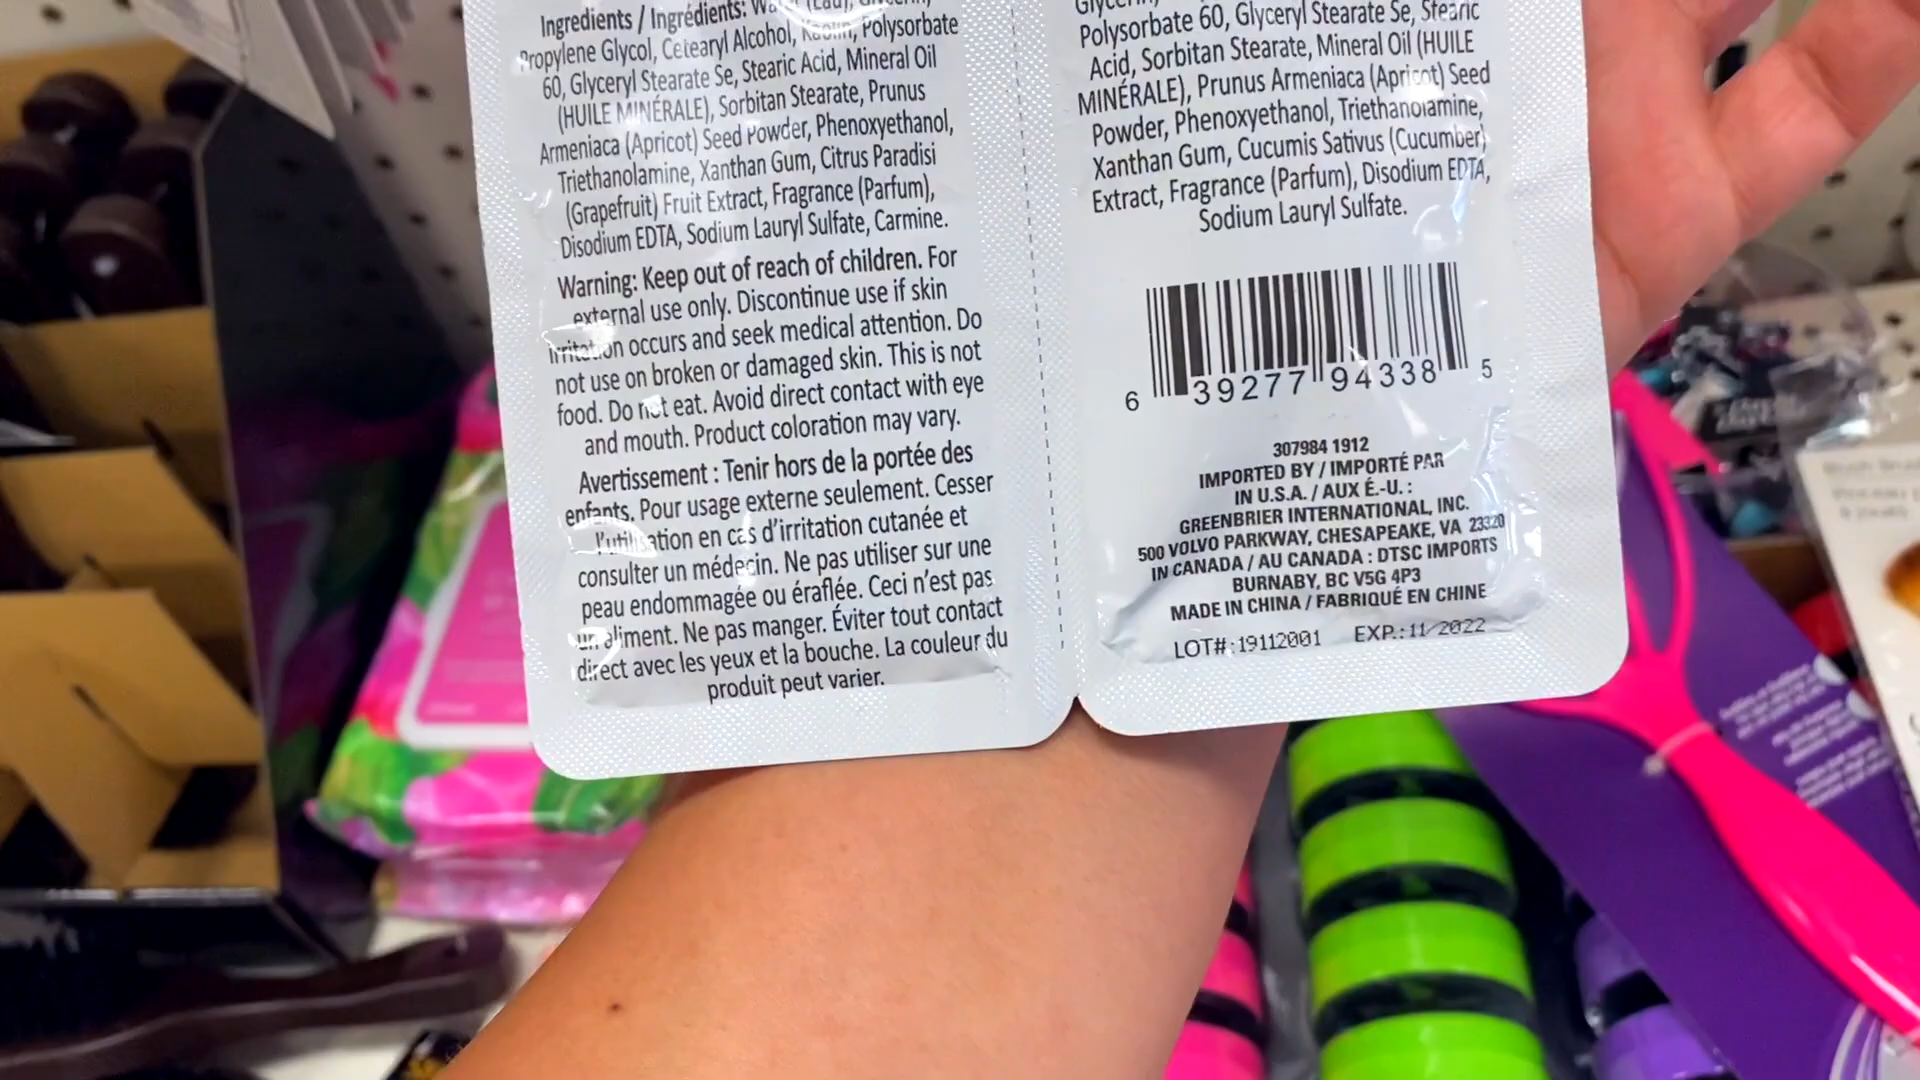 Ingredients / Ingrédients: (Eau),
Propylene Glycol, Cetearyl Alcohol, Kaolin, Polysorbate
60, Glyceryl Stearate Se, Stearic Acid, Mineral Oil
(HUILE MINÉRALE), Sorbitan Stearate, Prunus
Armeniaca (Apricot) Seed Powder, Phenoxyethanol,
Triethanolamine, Xanthan Gum, Citrus Paradisi
(Grapefruit) Fruit Extract, Fragrance (Parfum),
Disodium EDTA, Sodium Lauryl Sulfate, Carmine.
Warning: Keep out of reach of children. For
external use only. Discontinue use if skin
irritation occurs and seek medical attention. Do
not use on broken or damaged skin. This is not
food. Do not eat. Avoid direct contact with eye
and mouth. Product coloration may vary.
Avertissement : Tenir hors de la portée des
enfants. Pour usage externe seulement. Cesser
l'utilisation en cas d'irritation cutanée et
consulter un médecin. Ne pas utiliser sur une
peau endommagée ou éraflée. Ceci n'est pas
un aliment. Ne pas manger. Éviter tout contact
direct avec les yeux et la bouche. La couleur du
produit peut varier.
Glycerin,
Polysorbate 60, Glyceryl Stearate Se, Stearic
Acid, Sorbitan Stearate, Mineral Oil (HUILE
MINÉRALE), Prunus Armeniaca (Apricot) Seed
Powder, Phenoxyethanol, Triethanolamine,
Xanthan Gum, Cucumis Sativus (Cucumber)
Extract, Fragrance (Parfum), Disodium EDTA,
Sodium Lauryl Sulfate.
6 39277 94338 5
307984 1912
IMPORTED BY / IMPORTÉ PAR
IN U.S.A. / AUX É.-U. :
GREENBRIER INTERNATIONAL, INC.
500 VOLVO PARKWAY, CHESAPEAKE, VA 23320
IN CANADA / AU CANADA : DTSC IMPORTS
BURNABY, BC V5G 4P3
MADE IN CHINA / FABRIQUÉ EN CHINE
LOT#:19112001 EXP.:11/2022